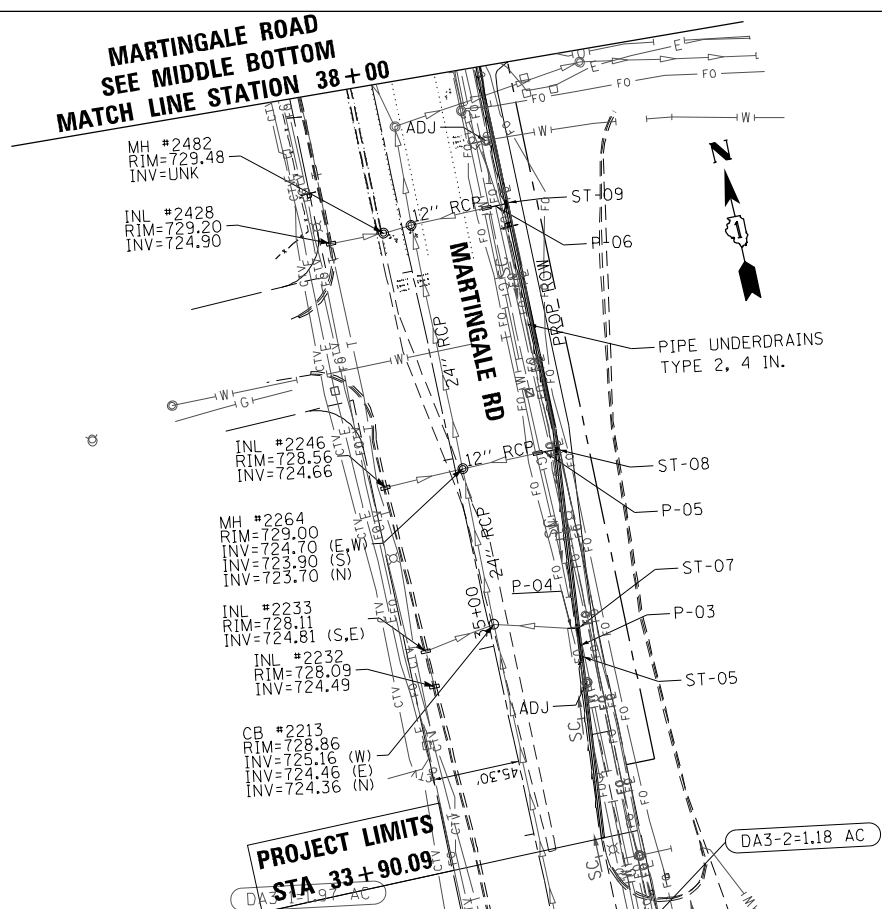 MARTINGALE ROAD
SEE MIDDLE BOTTOM
MATCH LINE STATION 38+00
MH #2482
RIM=729.48
INV=UNK
INL #2428
RIM=729.20
INV=724.90
ADJ
12'' RCP
ST-09
P-06
N
1
MARTINGALE RD
24'' RCP
PROP ROW
PIPE UNDERDRAINS
TYPE 2, 4 IN.
INL #2246
RIM=728.56
INV=724.66
12'' RCP
ST-08
P-05
MH #2264
RIM=729.00
INV=724.70 (E,W)
INV=723.90 (S)
INV=723.70 (N)
24'' RCP
P-04
ST-07
P-03
ST-05
INL #2233
RIM=728.11
INV=724.81 (S,E)
35+00
INL #2232
RIM=728.09
INV=724.49
ADJ
CB #2213
RIM=728.86
INV=725.16 (W)
INV=724.46 (E)
INV=724.36 (N)
45.30'
PROJECT LIMITS
STA 33+90.09
DA3-1=1.97 AC
DA3-2=1.18 AC